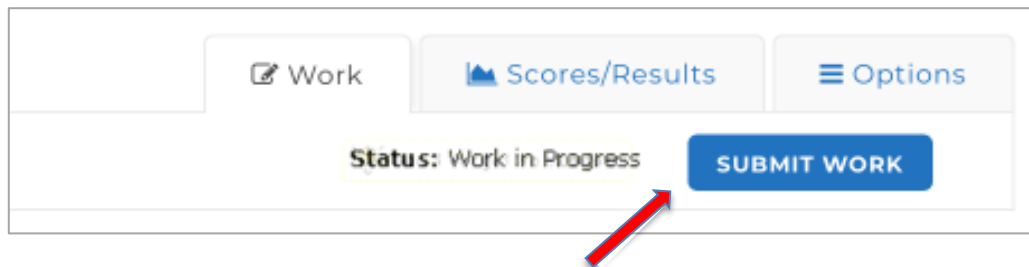 Work Scores/Results Options
Status: Work in Progress SUBMIT WORK